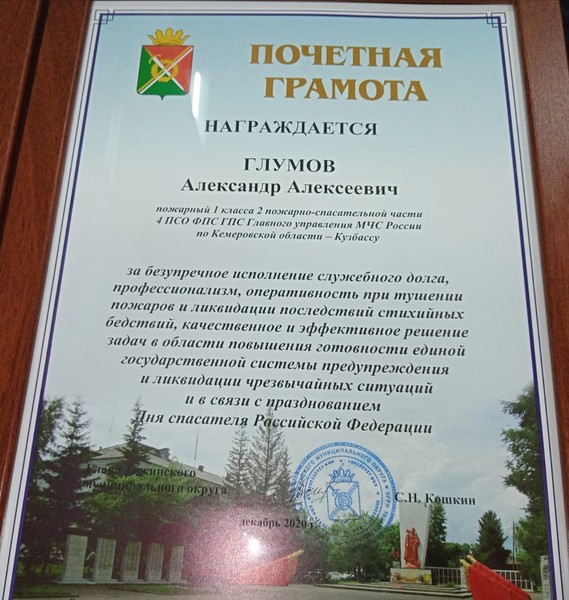 ПОЧЕТНАЯ
ГРАМОТА
НАГРАЖДАЕТСЯ
ГЛУМОВ
Александр Алексеевич
пожарный 1 класса 2 пожарно-спасательной части
4 ПСО ФПС ГПС Главного управления МЧС России
по Кемеровской области – Кузбассу
за безупречное исполнение служебного долга,
профессионализм, оперативность при тушении
пожаров и ликвидации последствий стихийных
бедствий, качественное и эффективное решение
задач в области повышения готовности единой
государственной системы предупреждения
и ликвидации чрезвычайных ситуаций
и в связи с празднованием
Дня спасателя Российской Федерации
Глава
муниципального округа
С.Н. Кошкин
декабрь 2020 г.